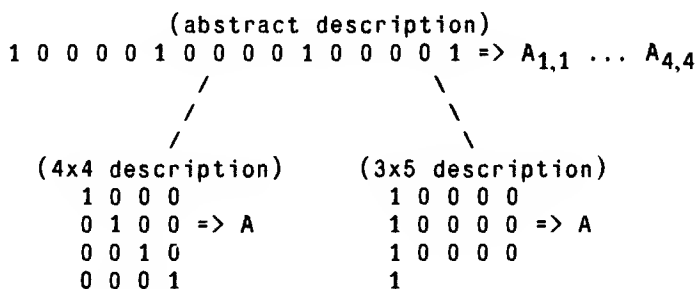 (abstract description)
1 0 0 0 0 1 0 0 0 0 1 0 0 0 0 1 => A1,1 ... A4,4
/ \
/ \
/ \
(4x4 description) (3x5 description)
1 0 0 0 1 0 0 0 0
0 1 0 0 => A 1 0 0 0 0 => A
0 0 1 0 1 0 0 0 0
0 0 0 1 1